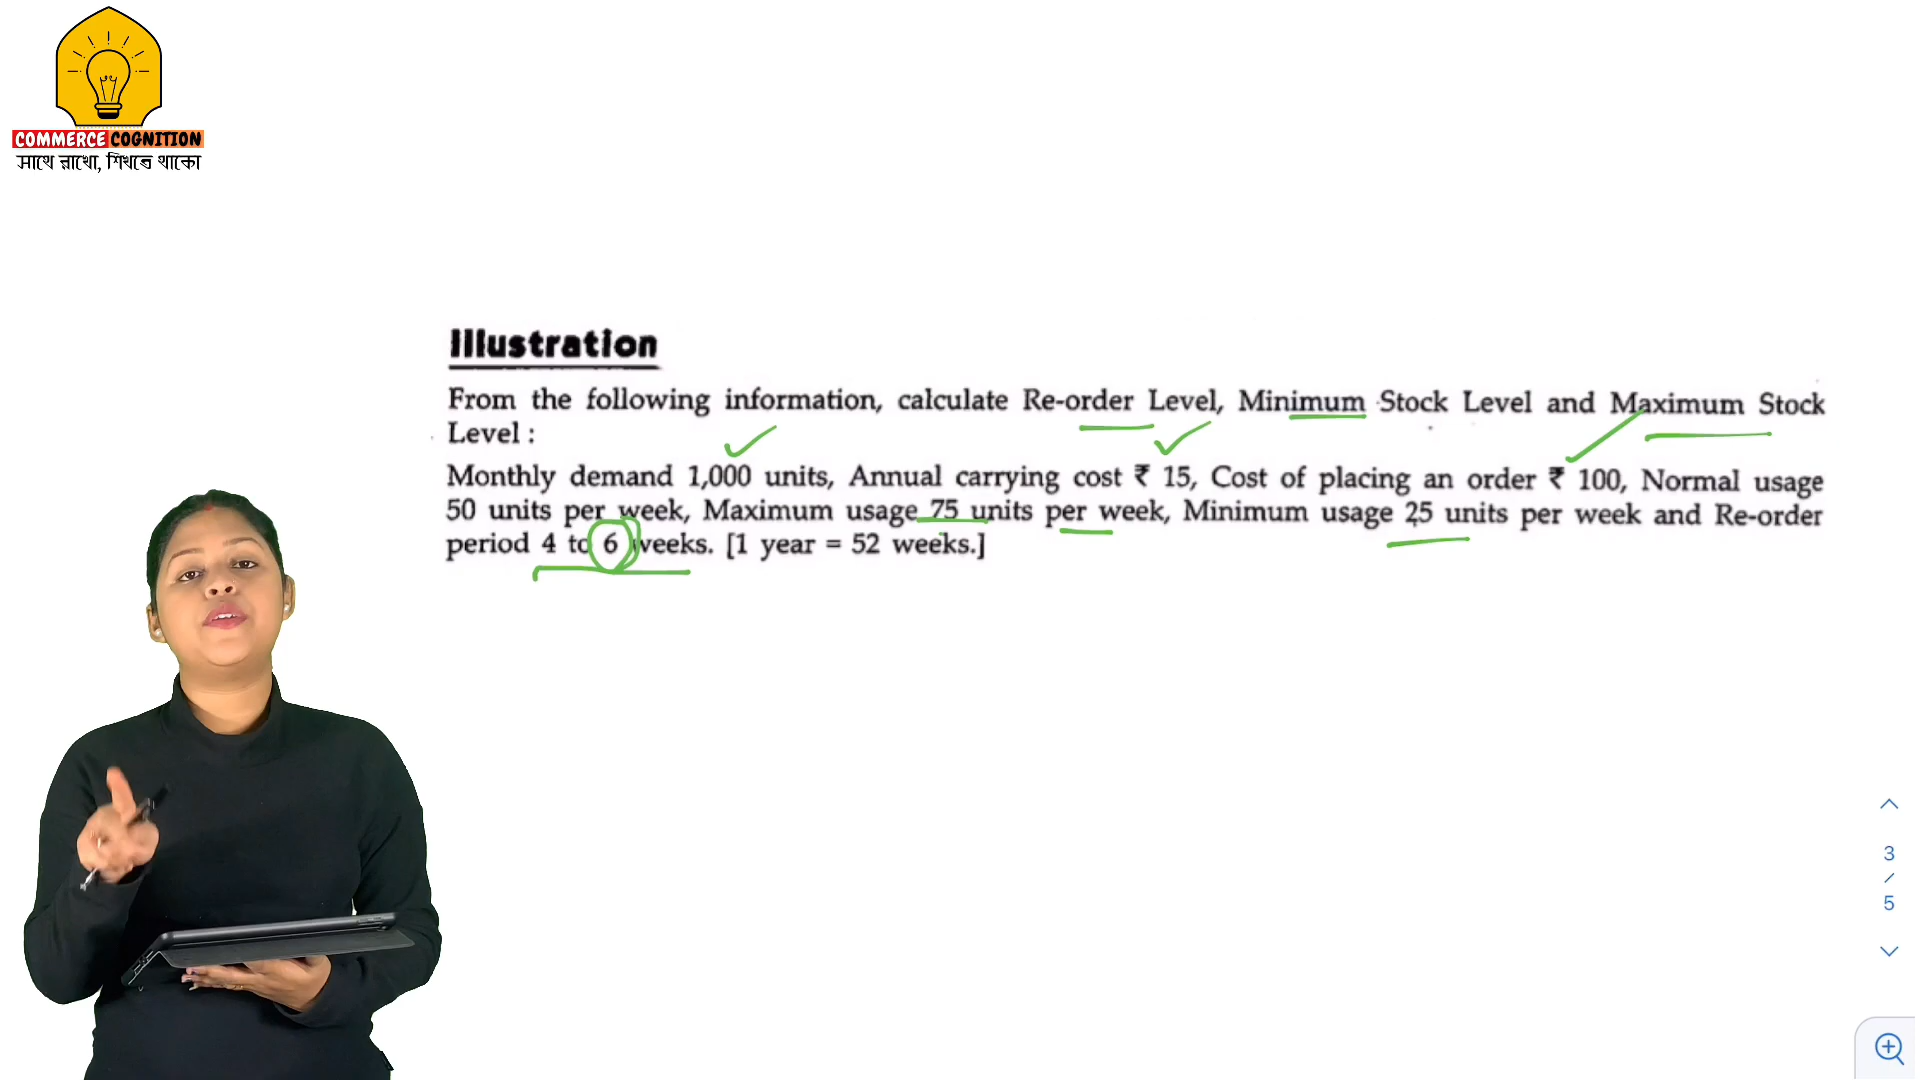 COMMERCE COGNITION
সাথে রাখো, শিখতে থাকো
Illustration
From the following information, calculate Re-order Level, Minimum Stock Level and Maximum Stock
Level :
Monthly demand 1,000 units, Annual carrying cost ₹ 15, Cost of placing an order ₹ 100, Normal usage
50 units per week, Maximum usage 75 units per week, Minimum usage 25 units per week and Re-order
period 4 to 6 weeks. [1 year = 52 weeks.]
3
/
5